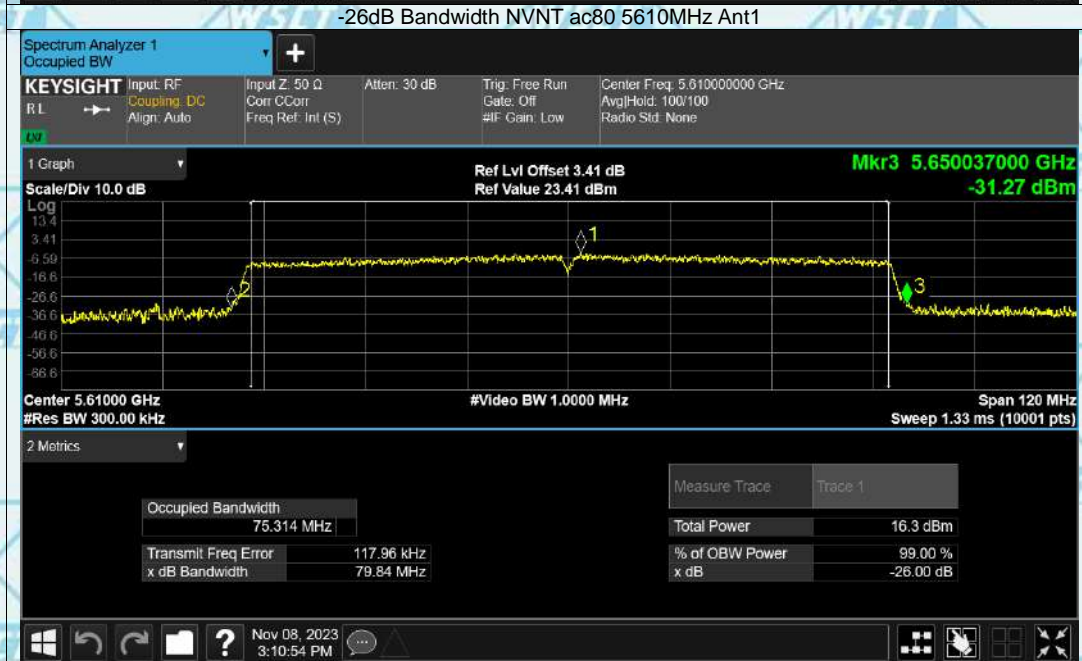 -26dB Bandwidth NVNT ac80 5610MHz Ant1
Spectrum Analyzer 1
Occupied BW
+
KEYSIGHT Input: RF Input Z: 50 Ω Atten: 30 dB Trig: Free Run Center Freq: 5.610000000 GHz
RL Coupling: DC Corr CCorr Gate: Off Avg|Hold: 100/100
Align: Auto Freq Ref: Int (S) #IF Gain: Low Radio Std: None
LXI
1 Graph Ref Lvl Offset 3.41 dB Mkr3 5.650037000 GHz
Scale/Div 10.0 dB Ref Value 23.41 dBm -31.27 dBm
Log
13.4
3.41
-6.59
-16.6
-26.6
-36.6
-46.6
-56.6
-66.6
1
2
3
Center 5.61000 GHz #Video BW 1.0000 MHz Span 120 MHz
#Res BW 300.00 kHz Sweep 1.33 ms (10001 pts)
2 Metrics
Measure Trace Trace 1
Occupied Bandwidth
75.314 MHz Total Power 16.3 dBm
Transmit Freq Error 117.96 kHz % of OBW Power 99.00 %
x dB Bandwidth 79.84 MHz x dB -26.00 dB
? Nov 08, 2023
3:10:54 PM